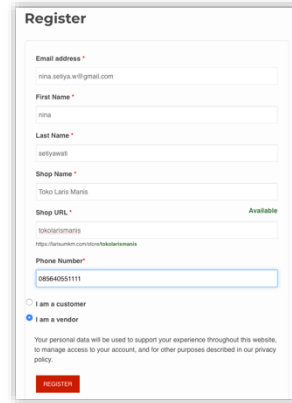 Register
Email address *
nina.setiya.w@gmail.com
First Name *
nina
Last Name *
setiyawati
Shop Name *
Toko Laris Manis
Shop URL * Available
tokolarismanis
https://larisumkm.com/store/tokolarismanis
Phone Number*
085640551111
I am a customer
I am a vendor
Your personal data will be used to support your experience throughout this website,
to manage access to your account, and for other purposes described in our privacy
policy.
REGISTER